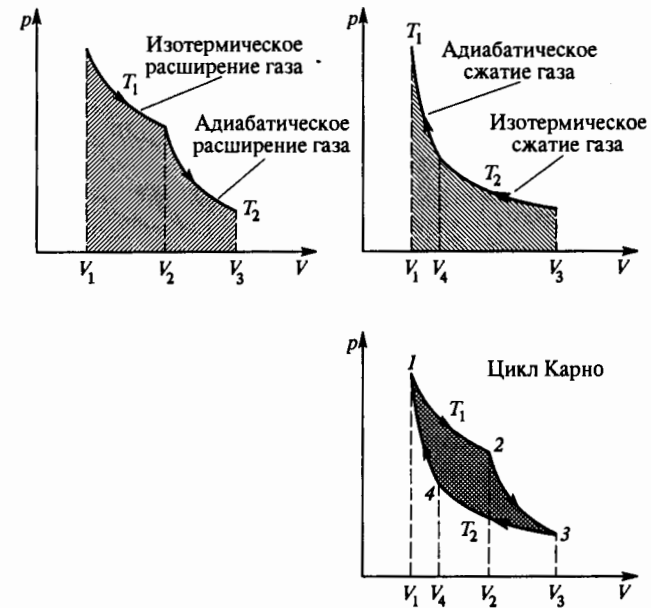 p
Изотермическое
расширение газа
T₁
Адиабатическое
расширение газа
T₂
V₁ V₂ V₃ V
p
T₁
Адиабатическое
сжатие газа
Изотермическое
сжатие газа
T₂
V₁ V₄ V₃ V
p
1
Цикл Карно
T₁
2
4
T₂
3
V₁ V₄ V₂ V₃ V